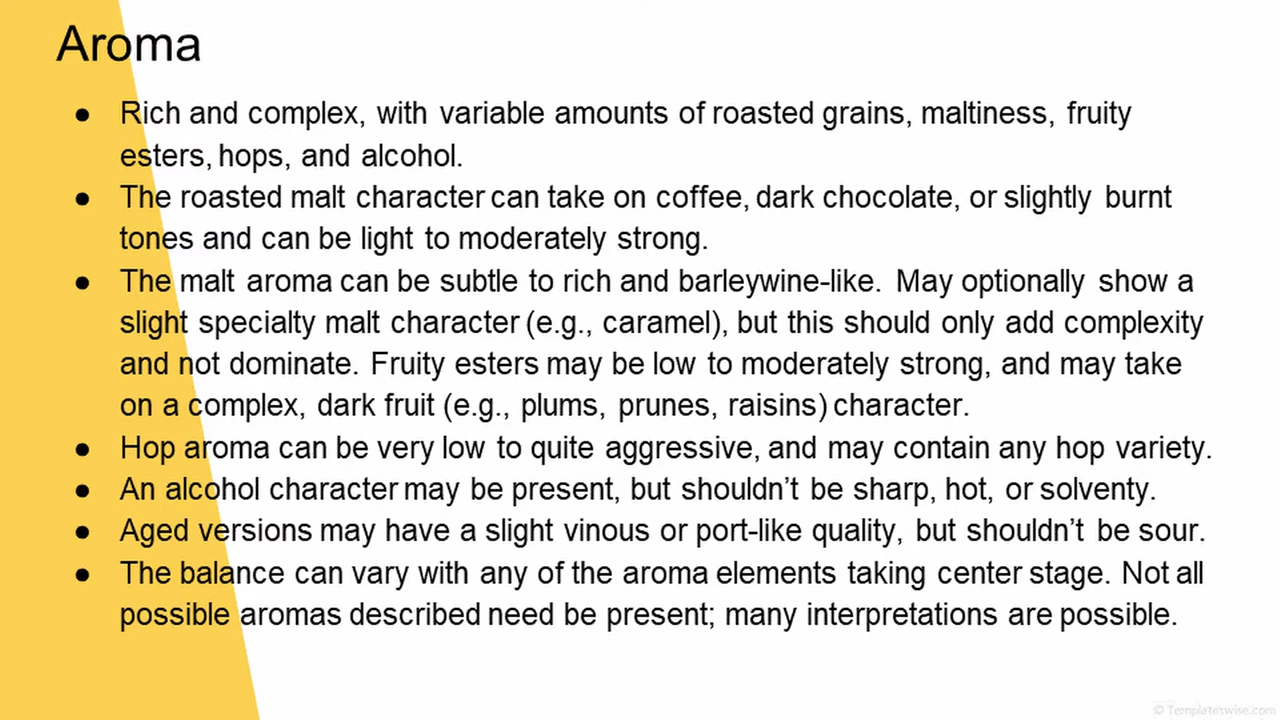 Aroma
● Rich and complex, with variable amounts of roasted grains, maltiness, fruity
esters, hops, and alcohol.
● The roasted malt character can take on coffee, dark chocolate, or slightly burnt
tones and can be light to moderately strong.
● The malt aroma can be subtle to rich and barleywine-like. May optionally show a
slight specialty malt character (e.g., caramel), but this should only add complexity
and not dominate. Fruity esters may be low to moderately strong, and may take
on a complex, dark fruit (e.g., plums, prunes, raisins) character.
● Hop aroma can be very low to quite aggressive, and may contain any hop variety.
● An alcohol character may be present, but shouldn’t be sharp, hot, or solventy.
● Aged versions may have a slight vinous or port-like quality, but shouldn’t be sour.
● The balance can vary with any of the aroma elements taking center stage. Not all
possible aromas described need be present; many interpretations are possible.
© Templateswise.com